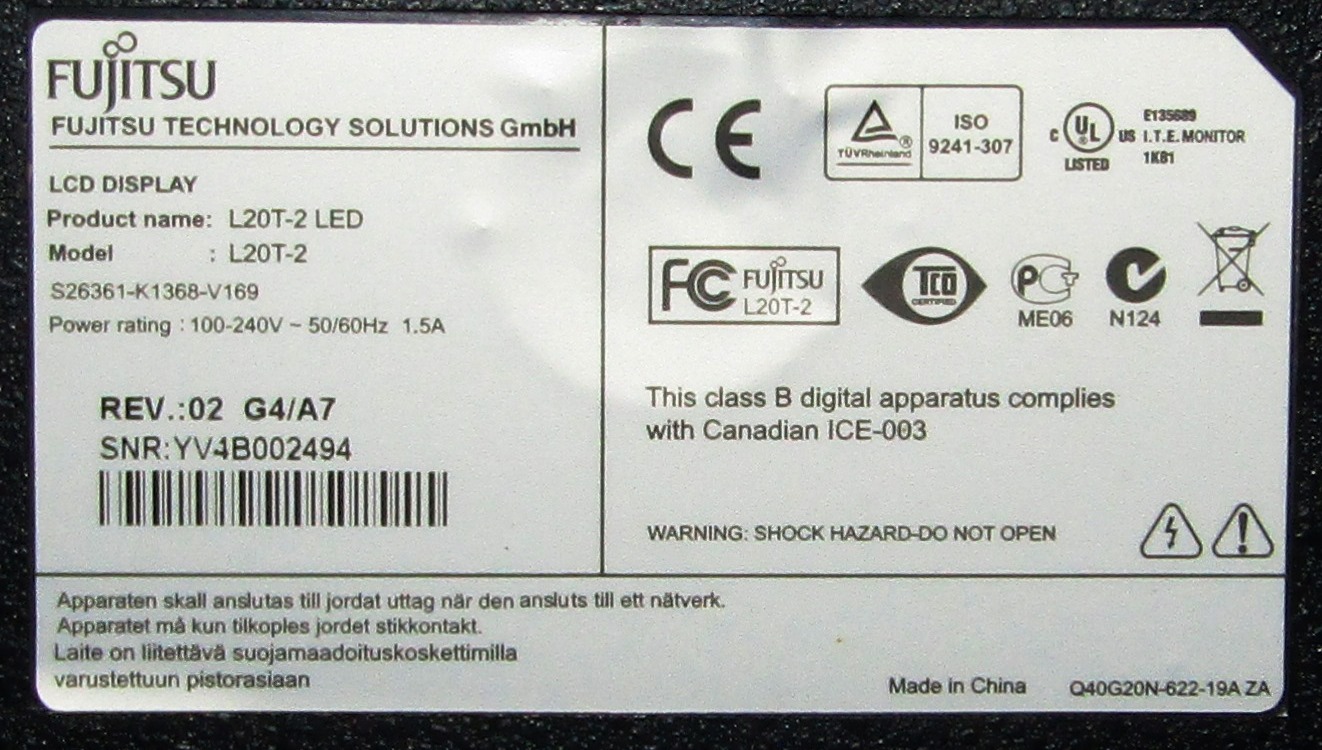 FUJITSU
FUJITSU TECHNOLOGY SOLUTIONS GmbH
LCD DISPLAY
Product name: L20T-2 LED
Model : L20T-2
S26361-K1368-V169
Power rating : 100-240V ~ 50/60Hz 1.5A
REV.:02 G4/A7
SNR:YV4B002494
CE
TÜVRheinland ®
ISO
9241-307
C UL ® US
LISTED
E135689
I.T.E. MONITOR
1K81
FC FUJITSU
L20T-2
TCO
CERTIFIED
PCT
ME06
N124
This class B digital apparatus complies
with Canadian ICE-003
WARNING: SHOCK HAZARD-DO NOT OPEN
Apparaten skall anslutas till jordat uttag när den ansluts till ett nätverk.
Apparatet må kun tilkoples jordet stikkontakt.
Laite on liitettävä suojamaadoituskoskettimilla
varustettuun pistorasiaan
Made in China
Q40G20N-622-19A ZA